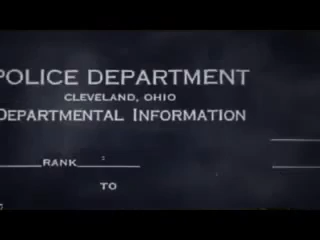 POLICE DEPARTMENT
CLEVELAND, OHIO
DEPARTMENTAL INFORMATION
RANK :
TO